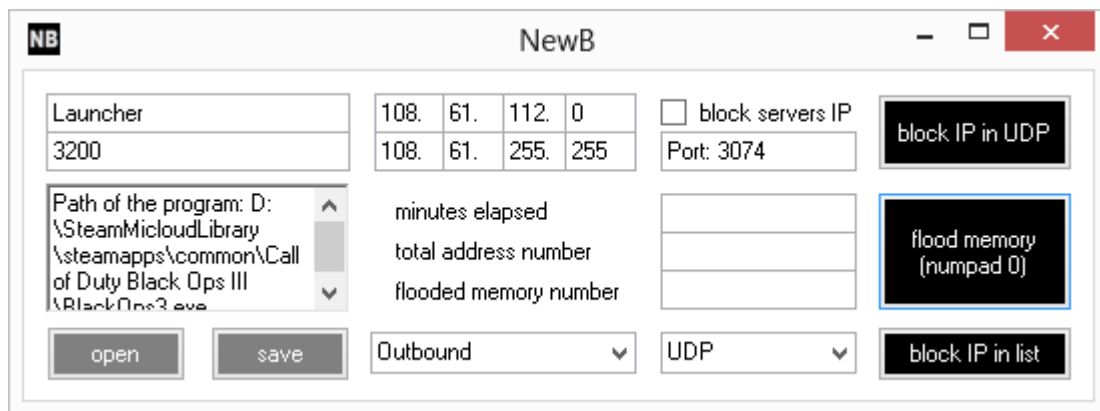 NB
NewB
Launcher
108. 61. 112. 0
block servers IP
block IP in UDP
3200
108. 61. 255. 255
Port: 3074
Path of the program: D:
\SteamMicloudLibrary
\steamapps\common\Call
of Duty Black Ops III
\BlackOps3.exe
minutes elapsed
total address number
flooded memory number
flood memory
(numpad 0)
open
save
Outbound
UDP
block IP in list